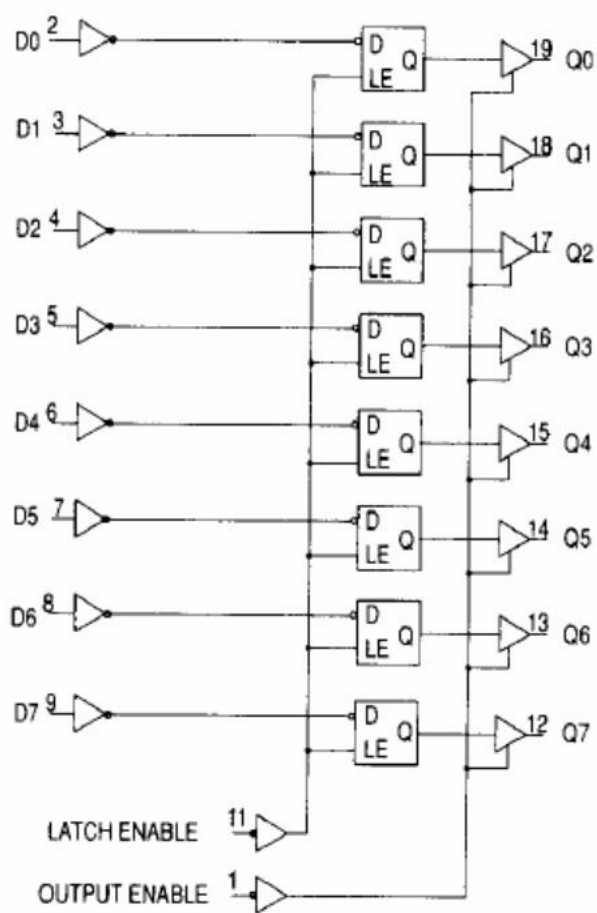 D0 2 D Q LE 19 Q0
D1 3 D Q LE 18 Q1
D2 4 D Q LE 17 Q2
D3 5 D Q LE 16 Q3
D4 6 D Q LE 15 Q4
D5 7 D Q LE 14 Q5
D6 8 D Q LE 13 Q6
D7 9 D Q LE 12 Q7
LATCH ENABLE 11
OUTPUT ENABLE 1